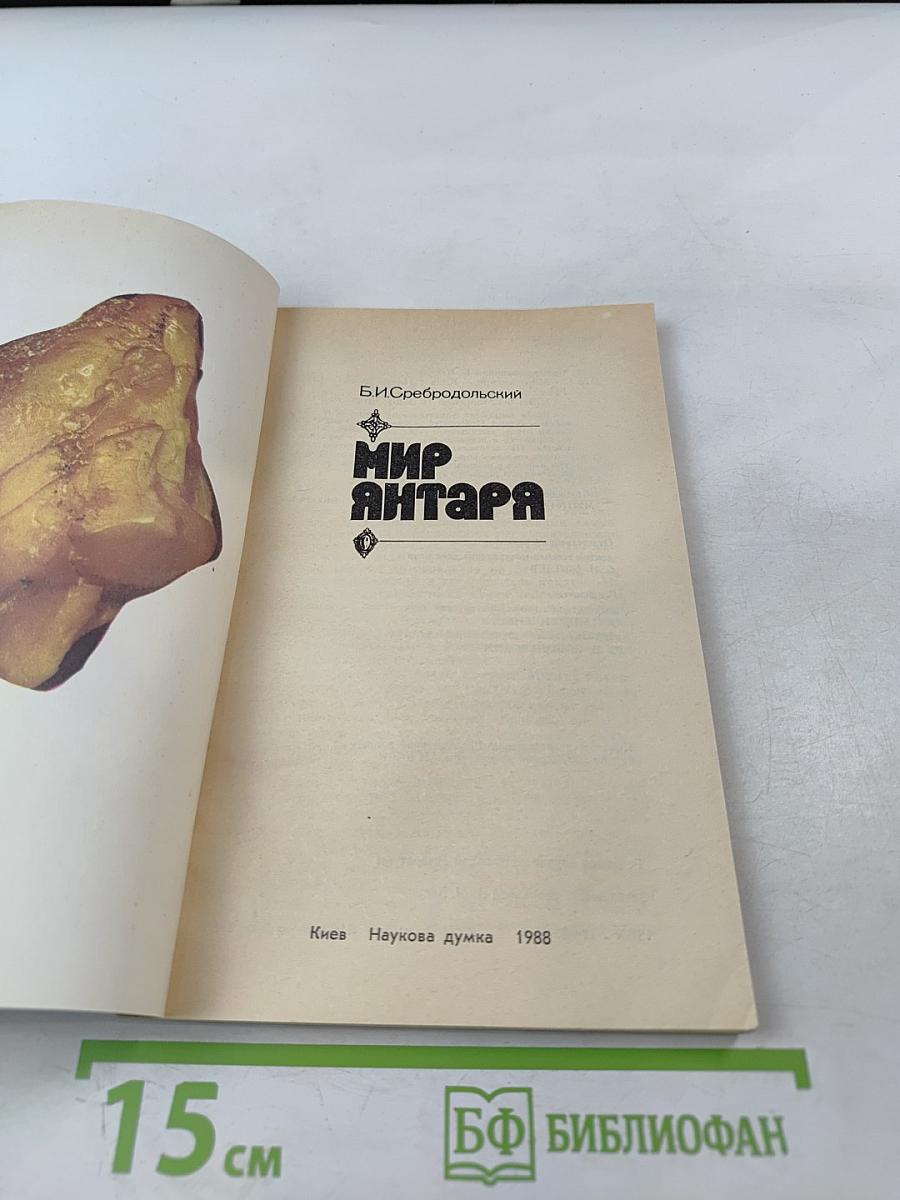 Б.И.Сребродольский
МИР
ЯНТАРЯ
Киев Наукова думка 1988
15 см
БФ БИБЛИОФАН